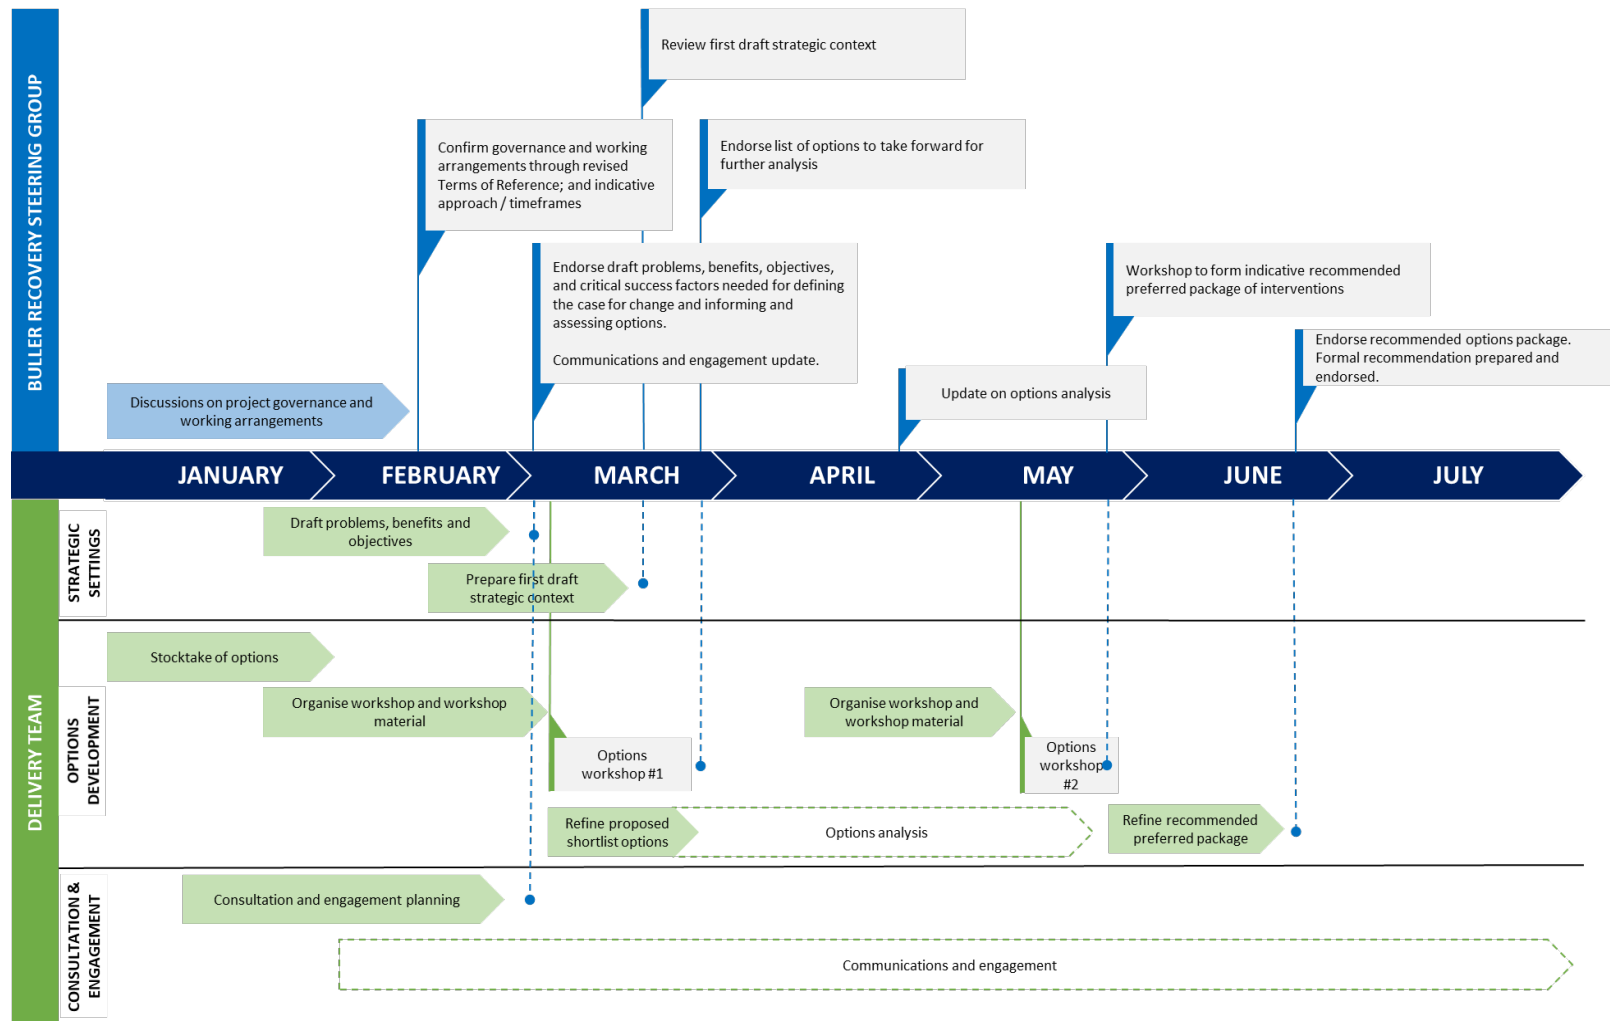 BULLER RECOVERY STEERING GROUP
Review first draft strategic context
Confirm governance and working
arrangements through revised
Terms of Reference; and indicative
approach / timeframes
Endorse list of options to take forward for
further analysis
Endorse draft problems, benefits, objectives,
and critical success factors needed for defining
the case for change and informing and
assessing options.
Communications and engagement update.
Workshop to form indicative recommended
preferred package of interventions
Endorse recommended options package.
Formal recommendation prepared and
endorsed.
Update on options analysis
Discussions on project governance and
working arrangements
JANUARY
FEBRUARY
MARCH
APRIL
MAY
JUNE
JULY
DELIVERY TEAM
STRATEGIC
SETTINGS
Draft problems, benefits and
objectives
Prepare first draft
strategic context
OPTIONS
DEVELOPMENT
Stocktake of options
Organise workshop and workshop
material
Organise workshop and
workshop material
Options
workshop #1
Options
workshop
#2
Refine proposed
shortlist options
Options analysis
Refine recommended
preferred package
CONSULTATION &
ENGAGEMENT
Consultation and engagement planning
Communications and engagement